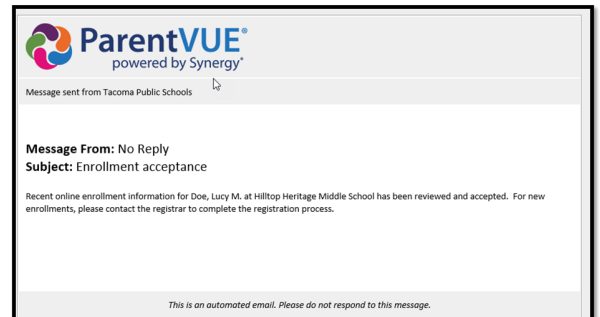 ParentVUE®
powered by Synergy®
Message sent from Tacoma Public Schools
Message From: No Reply
Subject: Enrollment acceptance
Recent online enrollment information for Doe, Lucy M. at Hilltop Heritage Middle School has been reviewed and accepted. For new
enrollments, please contact the registrar to complete the registration process.
This is an automated email. Please do not respond to this message.